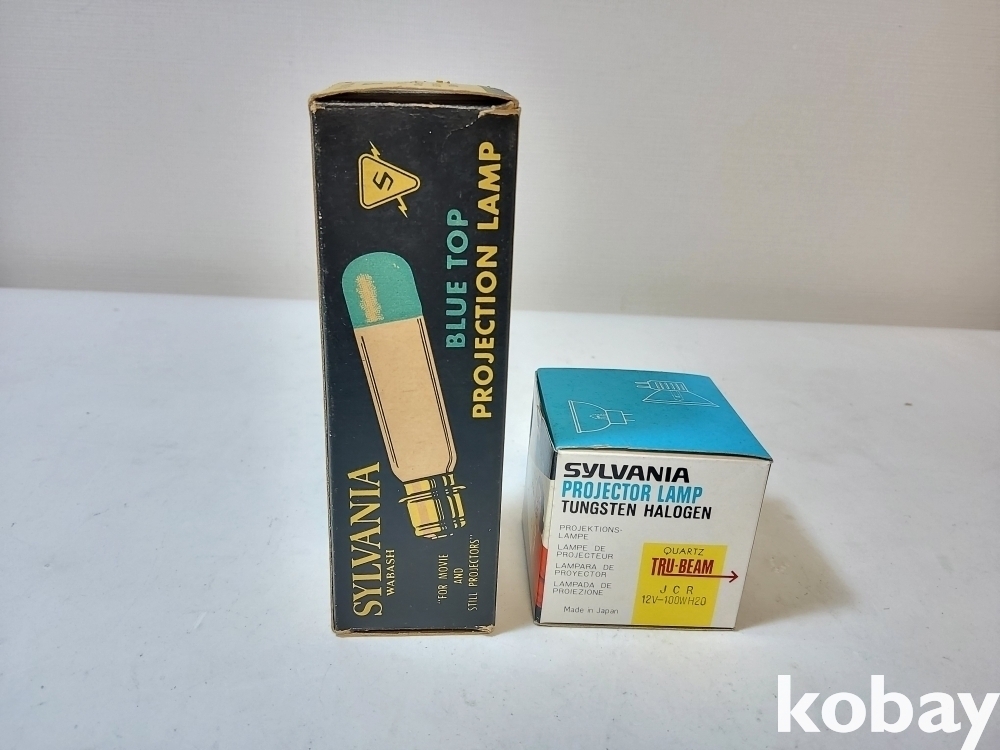 S
BLUE TOP
PROJECTION LAMP
SYLVANIA
WABASH
"FOR MOVIE
AND
STILL PROJECTORS"
SYLVANIA
PROJECTOR LAMP
TUNGSTEN HALOGEN
PROJEKTIONS-
LAMPE
LAMPE DE
PROJECTEUR
LAMPARA DE
PROYECTOR
LAMPADA DE
PROIEZIONE
Made in Japan
QUARTZ
TRU-BEAM
J C R
12V-100WH20
kobay